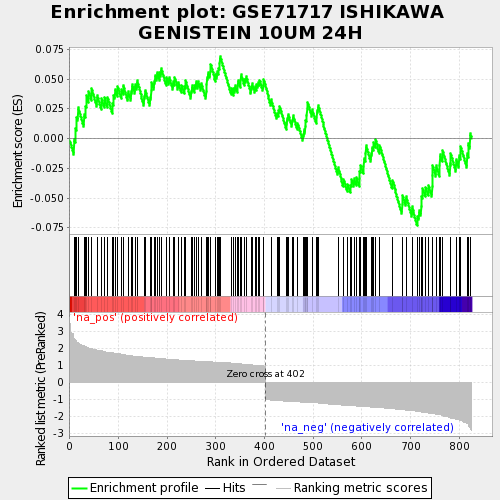 Enrichment plot: GSE71717 ISHIKAWA
GENISTEIN 10UM 24H
Enrichment score (ES)
0.075
0.050
0.025
0.000
-0.025
-0.050
-0.075
'na_pos' (positively correlated)
Ranked list metric (PreRanked)
4
3
2
1
0
-1
-2
-3
Zero cross at 402
'na_neg' (negatively correlated)
0 100 200 300 400 500 600 700 800
Rank in Ordered Dataset
Enrichment profile Hits Ranking metric scores